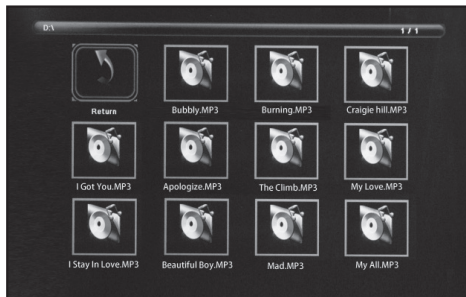 D:\ 1 / 1
Return Bubbly.MP3 Burning.MP3 Craigie hill.MP3
I Got You.MP3 Apologize.MP3 The Climb.MP3 My Love.MP3
I Stay In Love.MP3 Beautiful Boy.MP3 Mad.MP3 My All.MP3